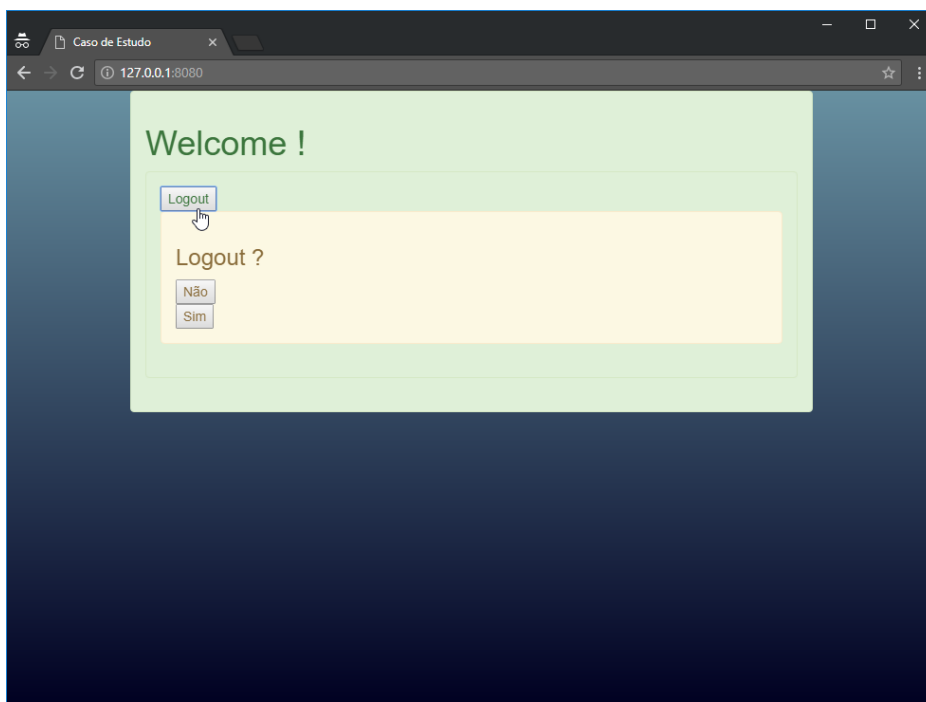 Caso de Estudo
127.0.0.1:8080
Welcome !
Logout
Logout ?
Não
Sim